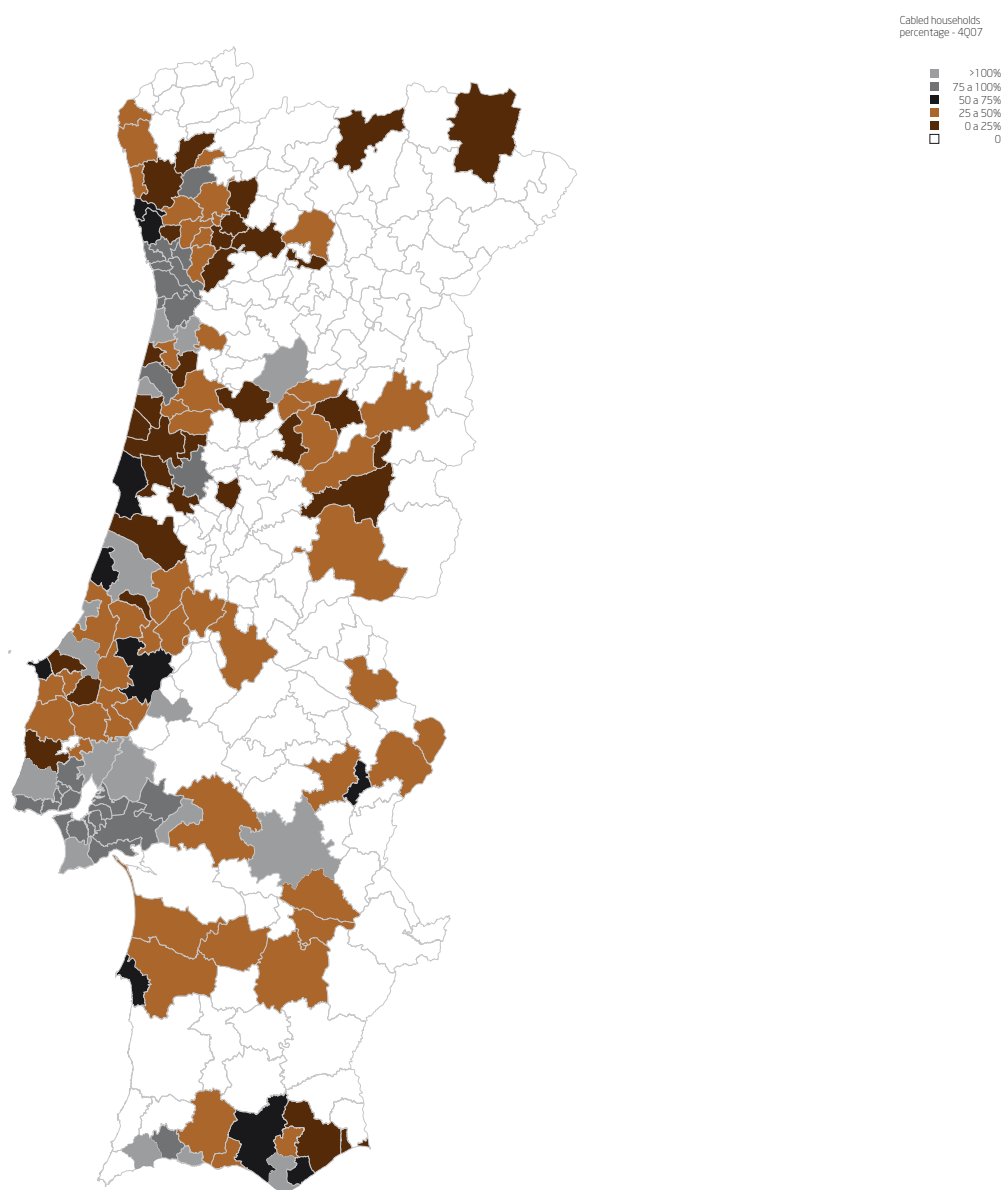 Cabled households
percentage - 4Q07
>100%
75 a 100%
50 a 75%
25 a 50%
0 a 25%
0